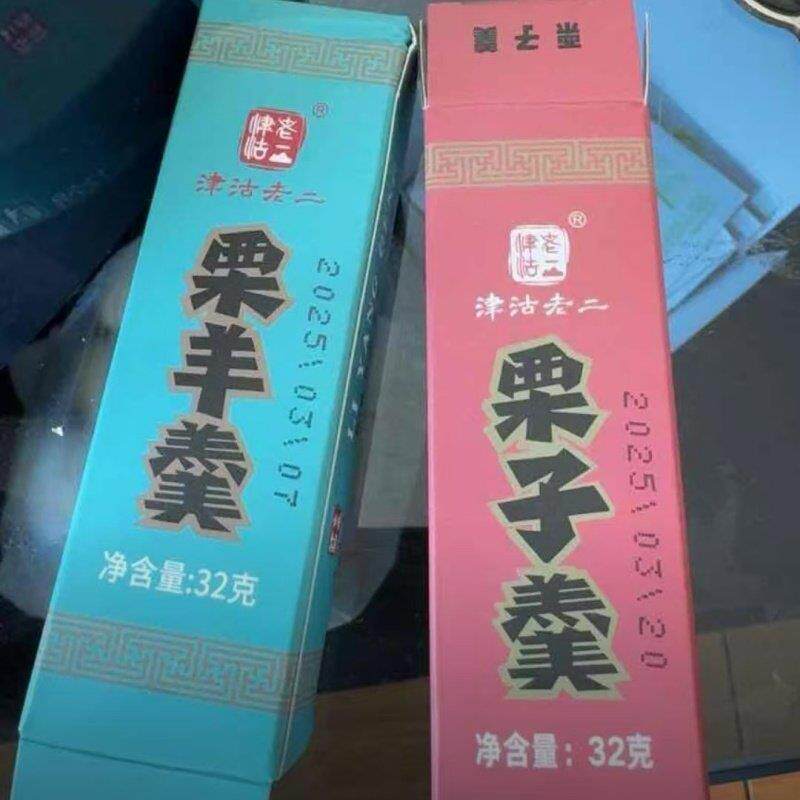 老二
津沽
®
津沽老二
栗羊羹
2025\03\07
净含量:32克
栗子羹
老二
津沽
®
津沽老二
栗子羹
2025\03\20
净含量：32克